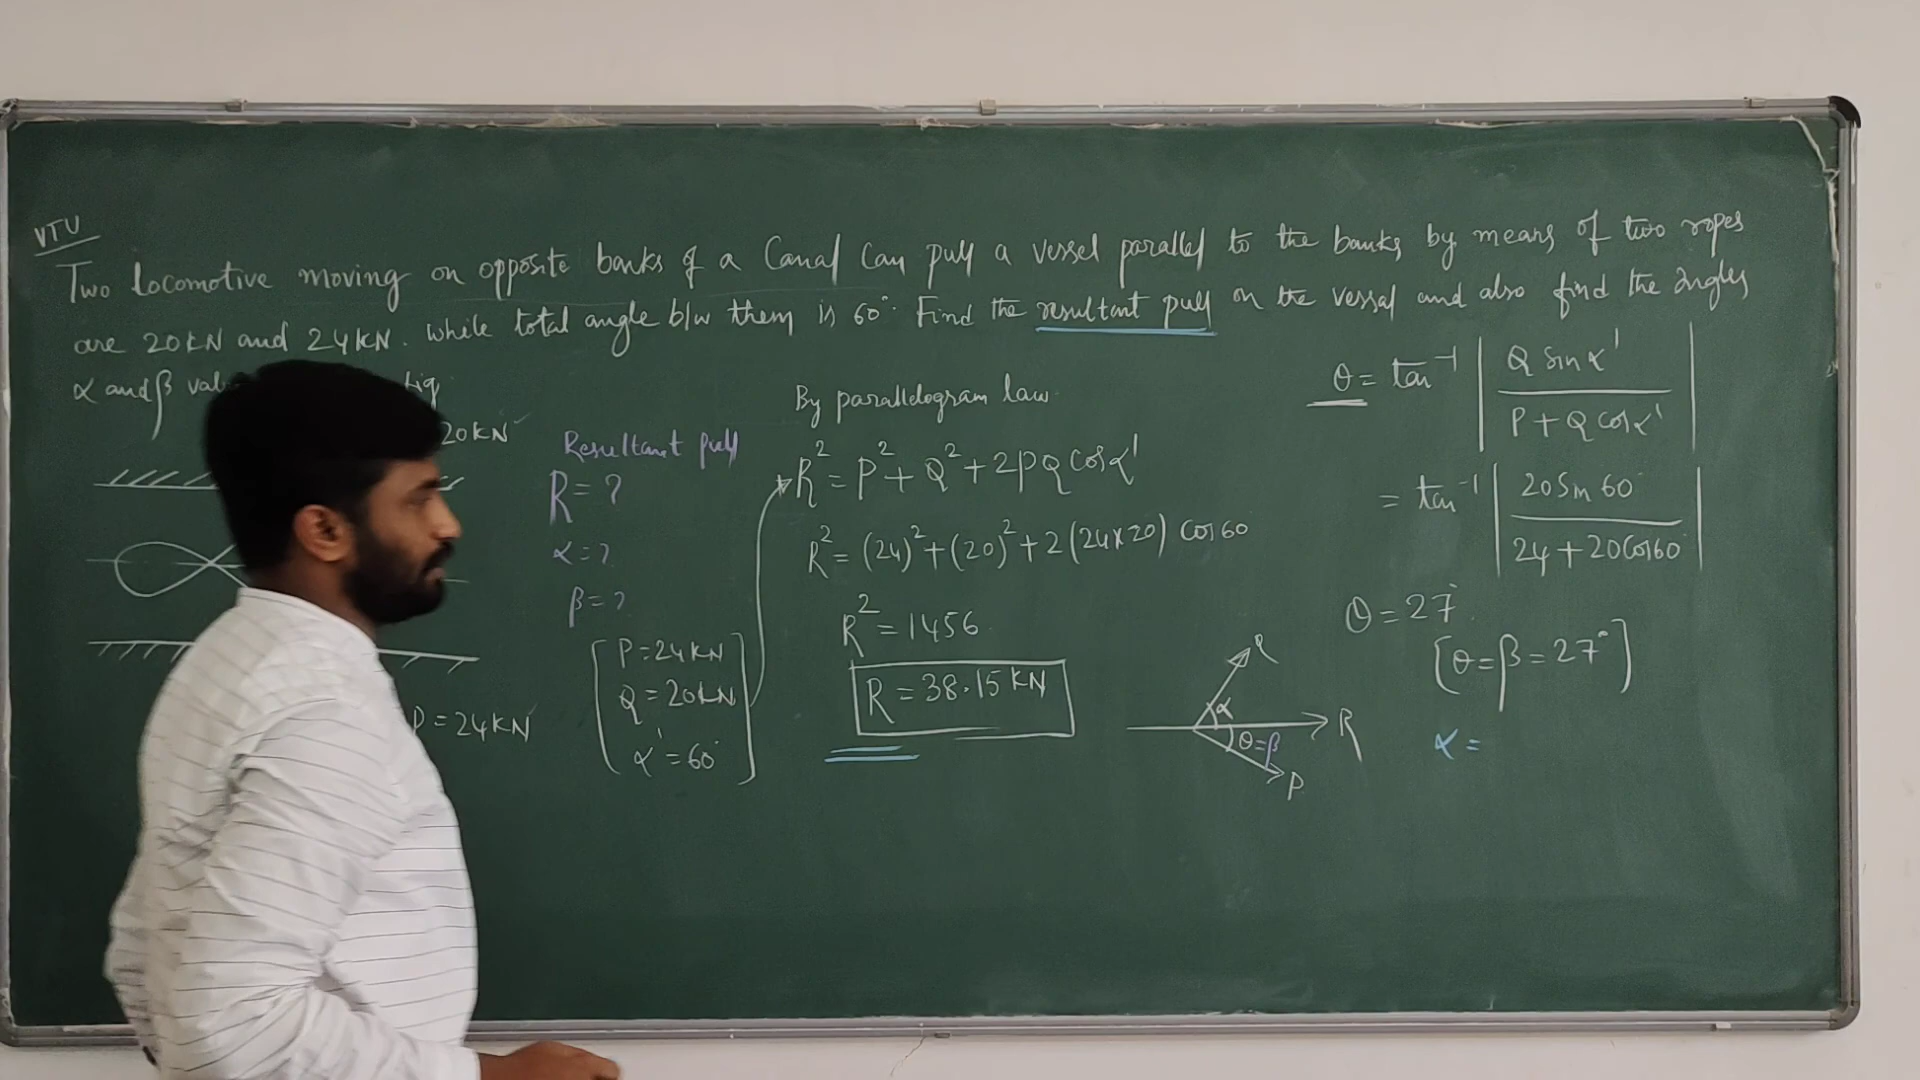 VTU
Two locomotive moving on opposite banks of a Canal can pull a vessel parallel to the banks by means of two ropes
are 20KN and 24KN. while total angle b/w them is 60° Find the resultant pull on the vessal and also find the angles
α and β fig
20KN
P = 24KN
Resultant pull
R = ?
α = ?
β = ?
P = 24KN
Q = 20KN
α' = 60°
By parallelogram law
R² = P² + Q² + 2PQ cosα'
R² = (24)² + (20)² + 2(24x20) cos60
R² = 1456
R = 38.15 KN
α
R
θ=β
P
θ = tan⁻¹ | Q sinα' / P + Q cosα' |
= tan⁻¹ | 20 Sin 60° / 24 + 20Cos60 |
θ = 27°
[θ = β = 27°]
α =